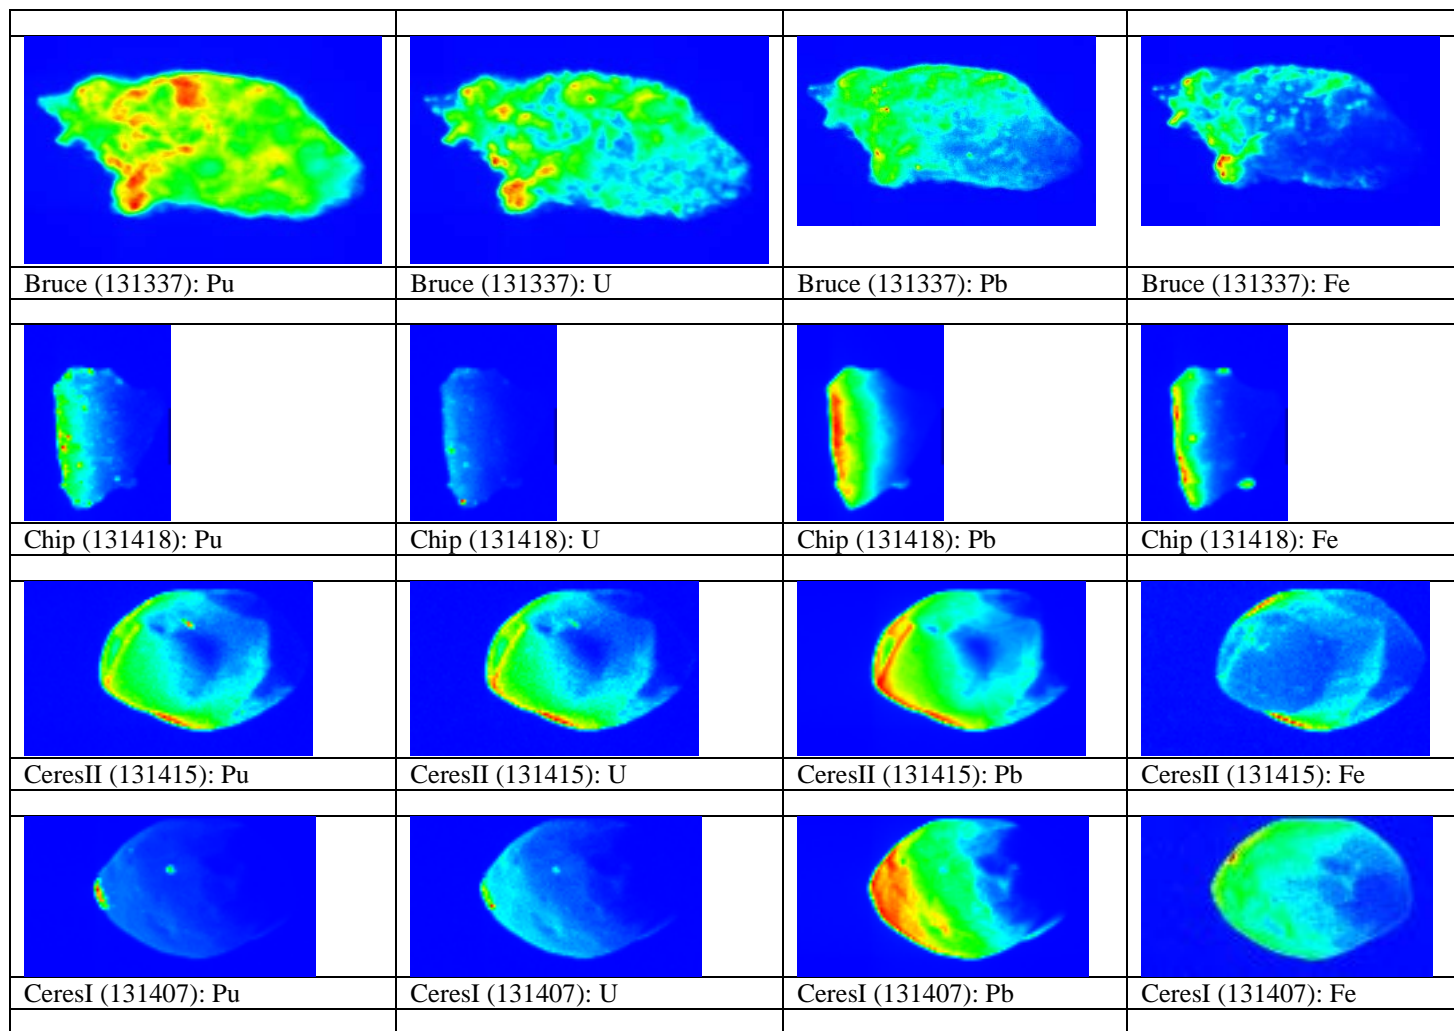 Bruce (131337): Pu
Bruce (131337): U
Bruce (131337): Pb
Bruce (131337): Fe
Chip (131418): Pu
Chip (131418): U
Chip (131418): Pb
Chip (131418): Fe
CeresII (131415): Pu
CeresII (131415): U
CeresII (131415): Pb
CeresII (131415): Fe
CeresI (131407): Pu
CeresI (131407): U
CeresI (131407): Pb
CeresI (131407): Fe